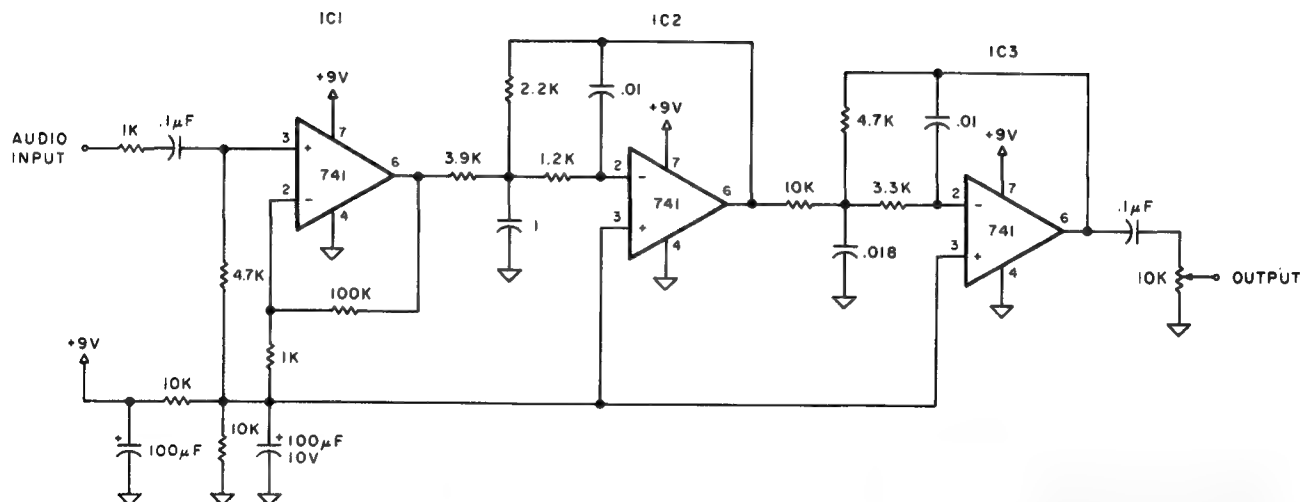 IC1
IC2
IC3
+9V
AUDIO
INPUT
1K
.1µF
3
+
7
741
6
2
-
4
3.9K
2.2K
.01
1.2K
+9V
2
-
7
741
6
3
+
4
1
10K
4.7K
.01
3.3K
+9V
2
-
7
741
6
3
+
4
.018
.1µF
10K
OUTPUT
4.7K
100K
1K
+9V
10K
+
100µF
10K
+
100µF
10V